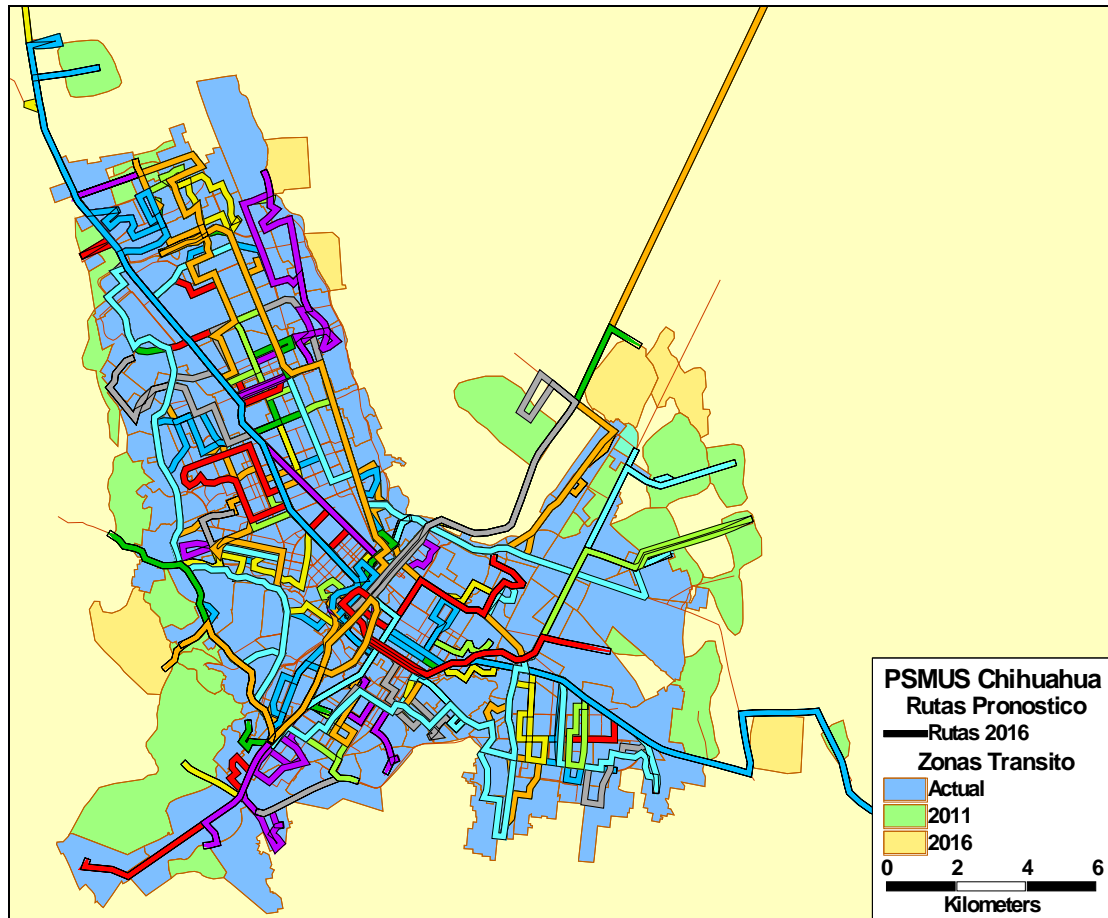 PSMUS Chihuahua
Rutas Pronostico
Rutas 2016
Zonas Transito
Actual
2011
2016
0 2 4 6
Kilometers